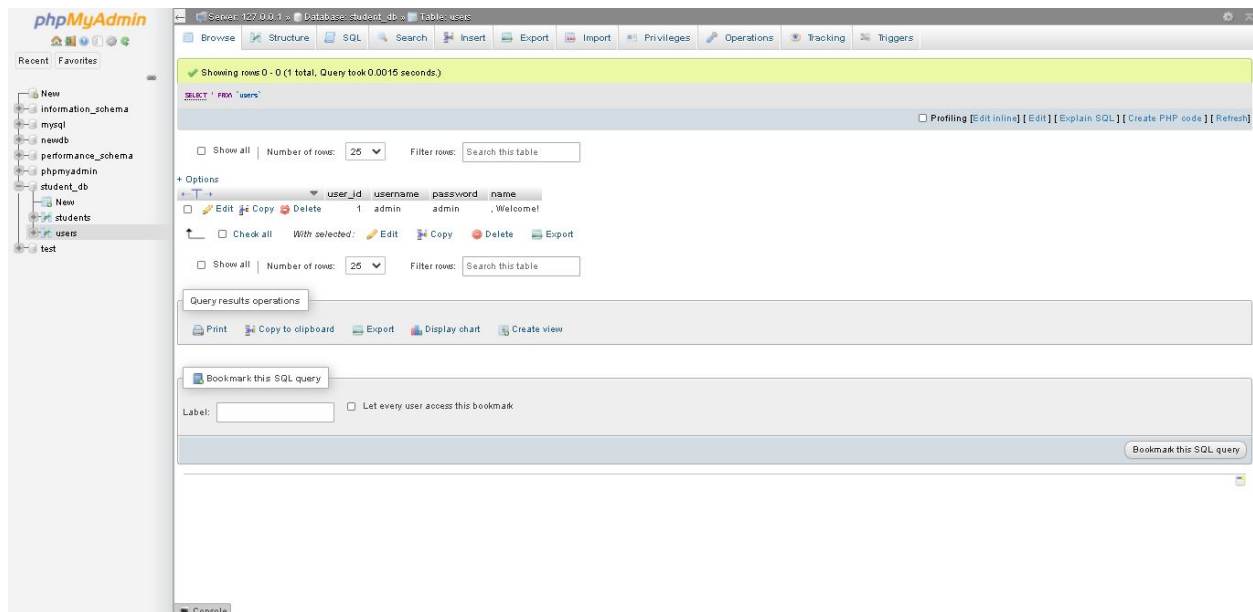 phpMyAdmin
Recent Favorites
New
information_schema
mysql
newdb
performance_schema
phpmyadmin
student_db
New
students
users
test
Server: 127.0.0.1 » Database: student_db » Table: users
Browse Structure SQL Search Insert Export Import Privileges Operations Tracking Triggers
Showing rows 0 - 0 (1 total, Query took 0.0015 seconds.)
SELECT * FROM `users`
Profiling [Edit inline] [ Edit ] [ Explain SQL ] [ Create PHP code ] [ Refresh]
Show all | Number of rows: 25 Filter rows: Search this table
+ Options
←T→ user_id username password name
Edit Copy Delete 1 admin admin , Welcome!
Check all With selected: Edit Copy Delete Export
Show all | Number of rows: 25 Filter rows: Search this table
Query results operations
Print Copy to clipboard Export Display chart Create view
Bookmark this SQL query
Label: Let every user access this bookmark
Bookmark this SQL query
Console